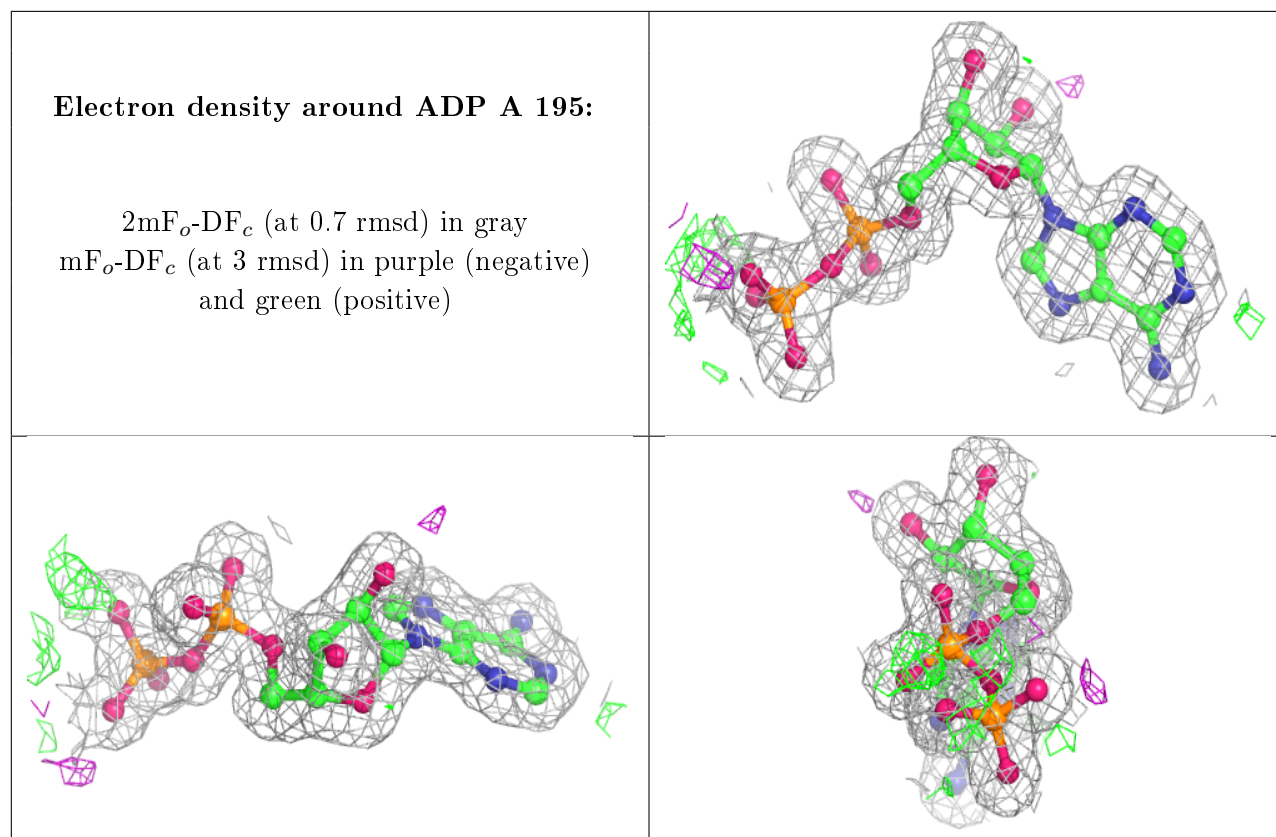 Electron density around ADP A 195:
2mFo-DFc (at 0.7 rmsd) in gray
mFo-DFc (at 3 rmsd) in purple (negative)
and green (positive)